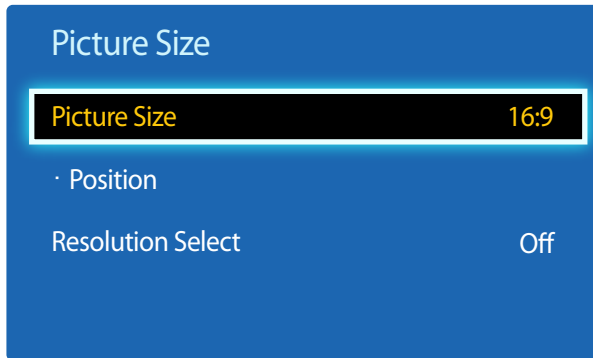 Picture Size
Picture Size 16:9
· Position
Resolution Select Off